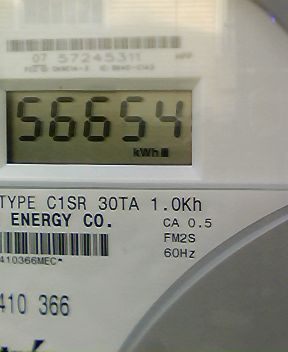 07 57245311
56654
kWh
TYPE C1SR 30TA 1.0Kh
ENERGY CO. CA 0.5
FM2S
410366MEC* 60Hz
410 366